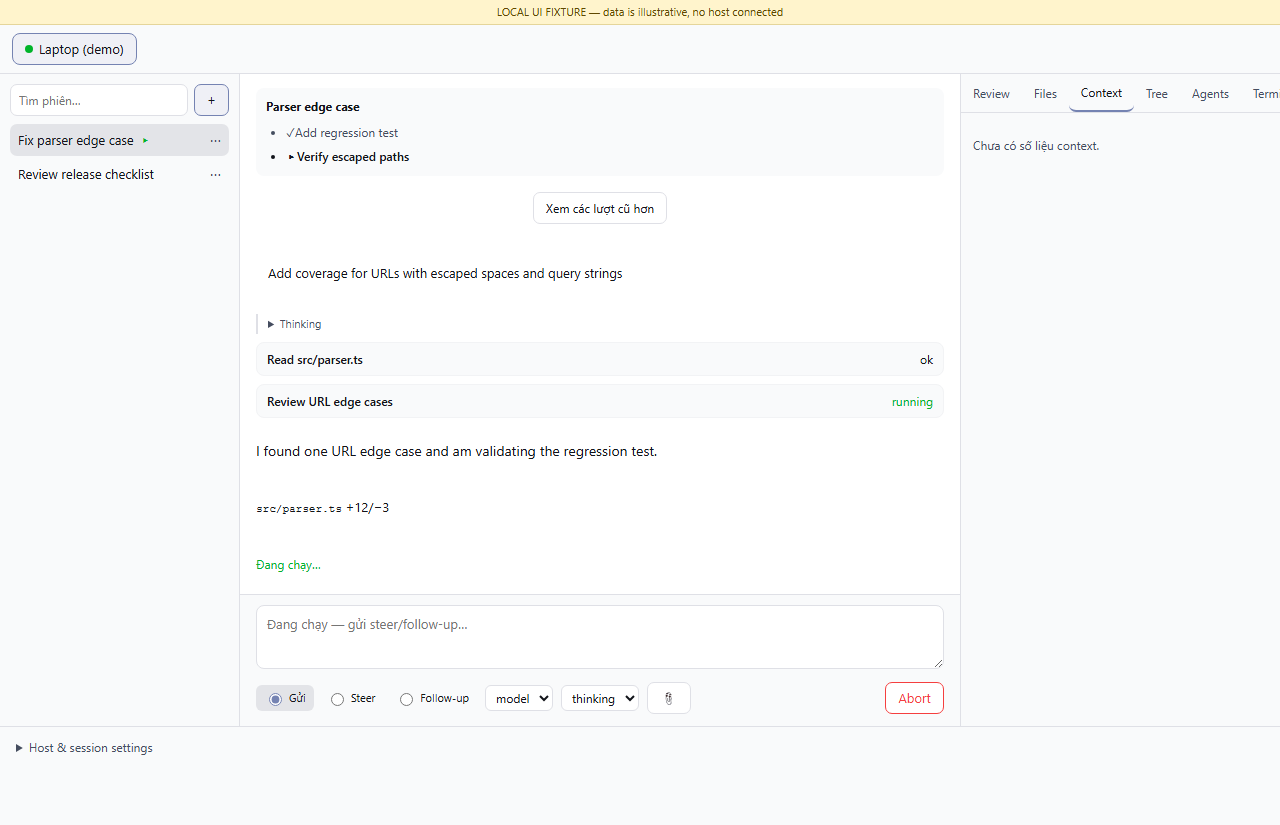 LOCAL UI FIXTURE — data is illustrative, no host connected
Laptop (demo)
Tìm phiên...
+
Fix parser edge case ▸ ...
Review release checklist ...
Parser edge case
• ✓Add regression test
• ▸ Verify escaped paths
Xem các lượt cũ hơn
Add coverage for URLs with escaped spaces and query strings
▶ Thinking
Read src/parser.ts ok
Review URL edge cases running
I found one URL edge case and am validating the regression test.
src/parser.ts +12/−3
Đang chạy...
Đang chạy — gửi steer/follow-up...
Gửi Steer Follow-up model thinking Abort
Review Files Context Tree Agents Term
Chưa có số liệu context.
▶ Host & session settings